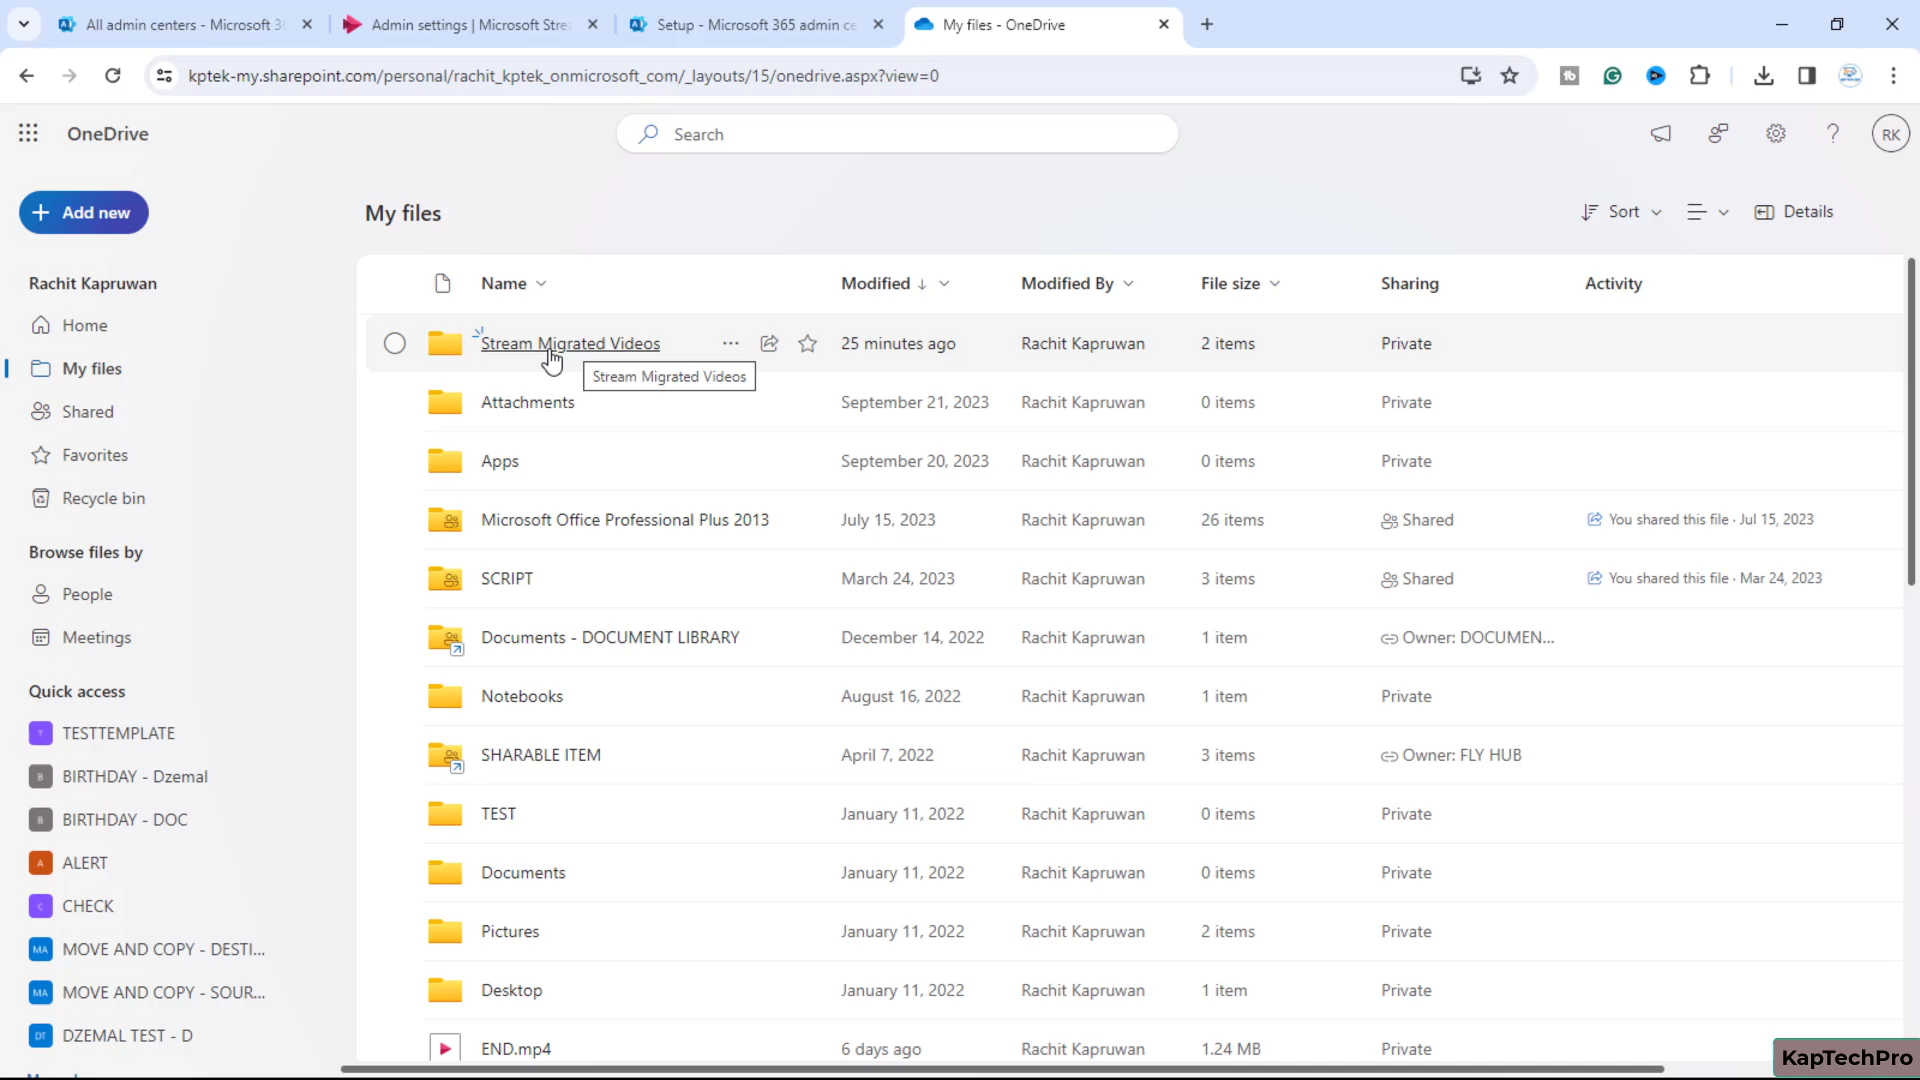 All admin centers - Microsoft 3
Admin settings | Microsoft Stre
Setup - Microsoft 365 admin ce
My files - OneDrive
kptek-my.sharepoint.com/personal/rachit_kptek_onmicrosoft_com/_layouts/15/onedrive.aspx?view=0
OneDrive
Search
RK
Add new
My files
Sort
Details
Rachit Kapruwan
Home
My files
Shared
Favorites
Recycle bin
Browse files by
People
Meetings
Quick access
T TESTTEMPLATE
B BIRTHDAY - Dzemal
B BIRTHDAY - DOC
A ALERT
C CHECK
MA MOVE AND COPY - DESTI...
MA MOVE AND COPY - SOUR...
DT DZEMAL TEST - D
Name Modified Modified By File size Sharing Activity
Stream Migrated Videos 25 minutes ago Rachit Kapruwan 2 items Private
Stream Migrated Videos
Attachments September 21, 2023 Rachit Kapruwan 0 items Private
Apps September 20, 2023 Rachit Kapruwan 0 items Private
Microsoft Office Professional Plus 2013 July 15, 2023 Rachit Kapruwan 26 items Shared You shared this file · Jul 15, 2023
SCRIPT March 24, 2023 Rachit Kapruwan 3 items Shared You shared this file · Mar 24, 2023
Documents - DOCUMENT LIBRARY December 14, 2022 Rachit Kapruwan 1 item Owner: DOCUMEN...
Notebooks August 16, 2022 Rachit Kapruwan 1 item Private
SHARABLE ITEM April 7, 2022 Rachit Kapruwan 3 items Owner: FLY HUB
TEST January 11, 2022 Rachit Kapruwan 0 items Private
Documents January 11, 2022 Rachit Kapruwan 0 items Private
Pictures January 11, 2022 Rachit Kapruwan 2 items Private
Desktop January 11, 2022 Rachit Kapruwan 1 item Private
END.mp4 6 days ago Rachit Kapruwan 1.24 MB Private
KapTechPro